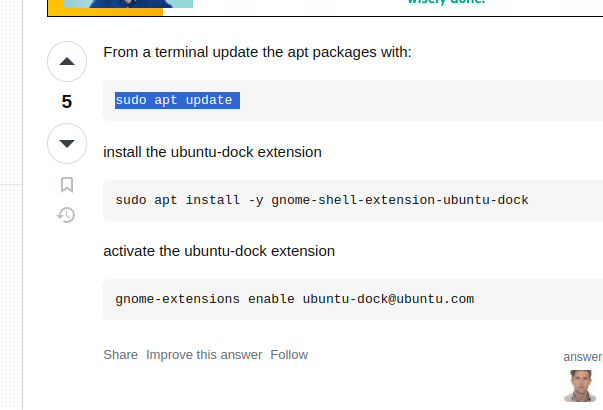 wisely done.
From a terminal update the apt packages with:
5
sudo apt update
install the ubuntu-dock extension
sudo apt install -y gnome-shell-extension-ubuntu-dock
activate the ubuntu-dock extension
gnome-extensions enable ubuntu-dock@ubuntu.com
Share Improve this answer Follow
answer